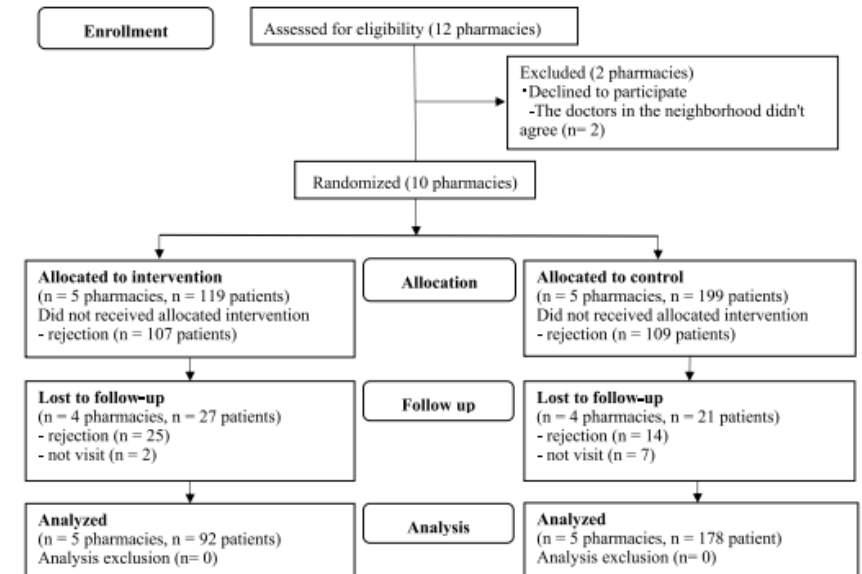 Enrollment
Assessed for eligibility (12 pharmacies)
Excluded (2 pharmacies)
・Declined to participate
-The doctors in the neighborhood didn't
agree (n= 2)
Randomized (10 pharmacies)
Allocated to intervention
(n = 5 pharmacies, n = 119 patients)
Did not received allocated intervention
- rejection (n = 107 patients)
Allocation
Allocated to control
(n = 5 pharmacies, n = 199 patients)
Did not received allocated intervention
- rejection (n = 109 patients)
Lost to follow-up
(n = 4 pharmacies, n = 27 patients)
- rejection (n = 25)
- not visit (n = 2)
Follow up
Lost to follow-up
(n = 4 pharmacies, n = 21 patients)
- rejection (n = 14)
- not visit (n = 7)
Analyzed
(n = 5 pharmacies, n = 92 patients)
Analysis exclusion (n= 0)
Analysis
Analyzed
(n = 5 pharmacies, n = 178 patient)
Analysis exclusion (n= 0)